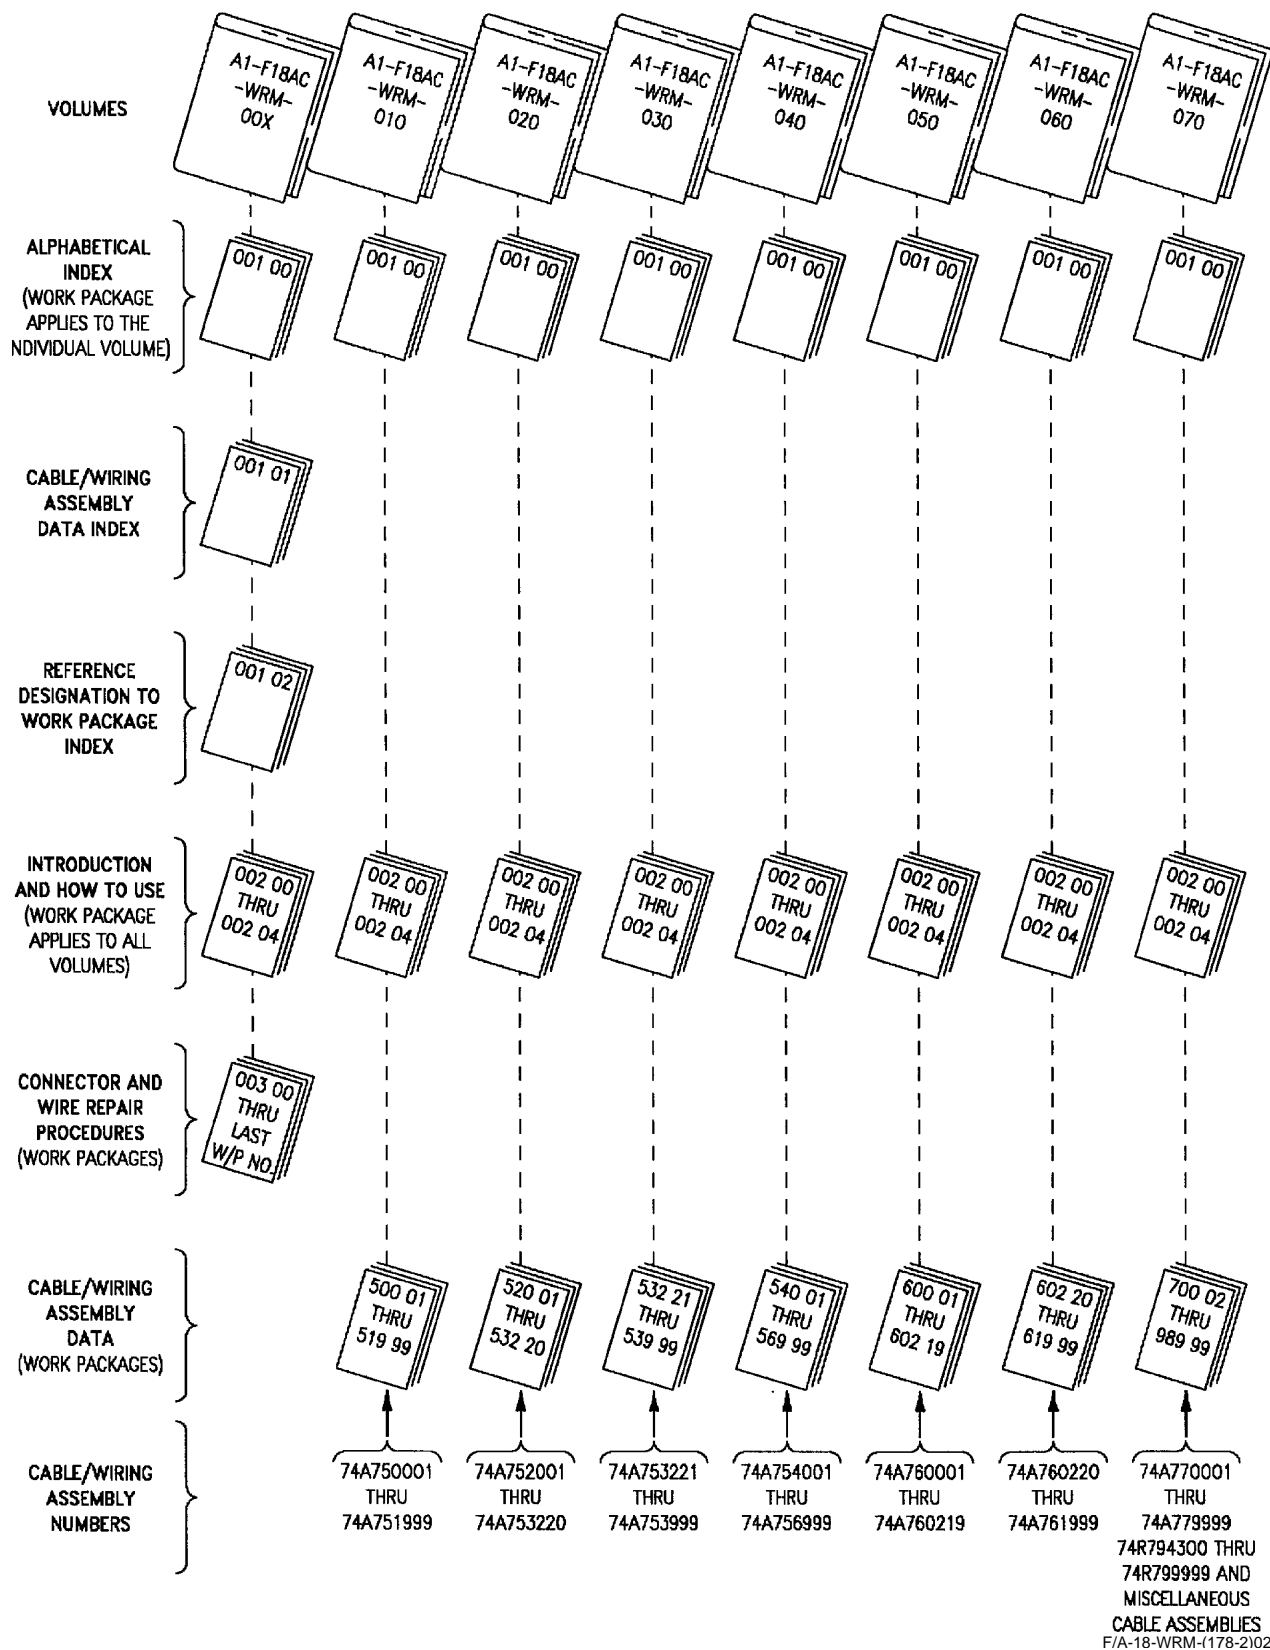 VOLUMES
A1-F18AC
-WRM-
00X
A1-F18AC
-WRM-
010
A1-F18AC
-WRM-
020
A1-F18AC
-WRM-
030
A1-F18AC
-WRM-
040
A1-F18AC
-WRM-
050
A1-F18AC
-WRM-
060
A1-F18AC
-WRM-
070
ALPHABETICAL
INDEX
(WORK PACKAGE
APPLIES TO THE
NDIVIDUAL VOLUME)
001 00
001 00
001 00
001 00
001 00
001 00
001 00
001 00
CABLE/WIRING
ASSEMBLY
DATA INDEX
001 01
REFERENCE
DESIGNATION TO
WORK PACKAGE
INDEX
001 02
INTRODUCTION
AND HOW TO USE
(WORK PACKAGE
APPLIES TO ALL
VOLUMES)
002 00
THRU
002 04
002 00
THRU
002 04
002 00
THRU
002 04
002 00
THRU
002 04
002 00
THRU
002 04
002 00
THRU
002 04
002 00
THRU
002 04
002 00
THRU
002 04
CONNECTOR AND
WIRE REPAIR
PROCEDURES
(WORK PACKAGES)
003 00
THRU
LAST
W/P NO.
CABLE/WIRING
ASSEMBLY
DATA
(WORK PACKAGES)
500 01
THRU
519 99
520 01
THRU
532 20
532 21
THRU
539 99
540 01
THRU
569 99
600 01
THRU
602 19
602 20
THRU
619 99
700 02
THRU
989 99
CABLE/WIRING
ASSEMBLY
NUMBERS
74A750001
THRU
74A751999
74A752001
THRU
74A753220
74A753221
THRU
74A753999
74A754001
THRU
74A756999
74A760001
THRU
74A760219
74A760220
THRU
74A761999
74A770001
THRU
74A779999
74R794300 THRU
74R799999 AND
MISCELLANEOUS
CABLE ASSEMBLIES
F/A-18-WRM-(178-2)02